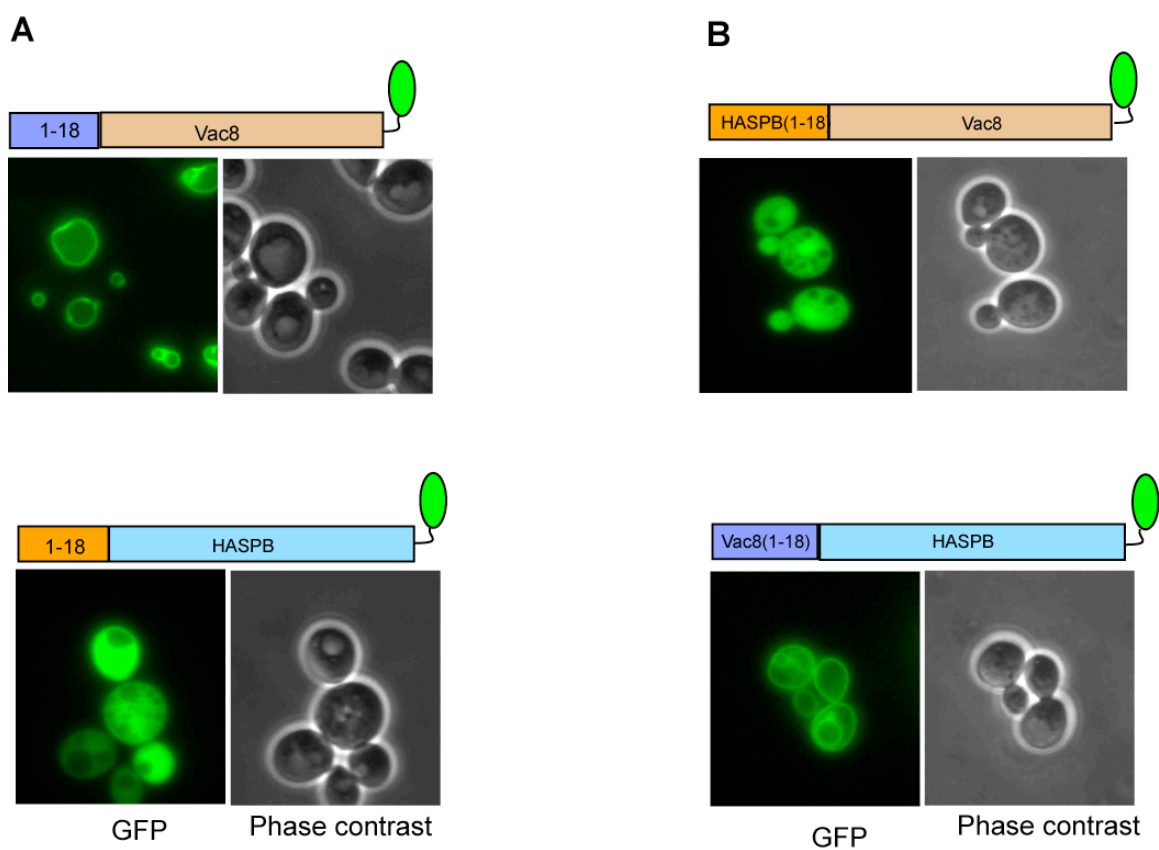 A
1-18
Vac8
B
HASPB(1-18
Vac8
1-18
HASPB
GFP
Phase contrast
Vac8(1-18)
HASPB
GFP
Phase contrast